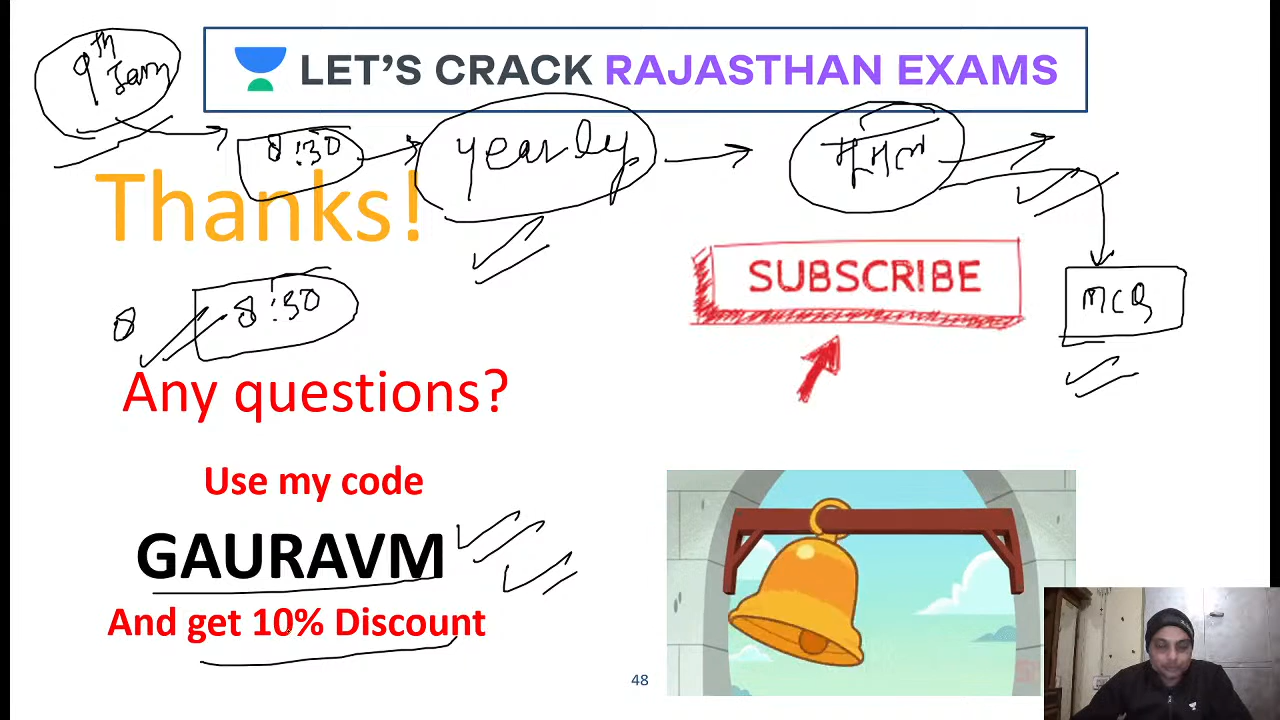 9th Jan
LET'S CRACK RAJASTHAN EXAMS
8:30
yearly
भूगोल
Thanks!
SUBSCRIBE
MCQ
8 8:30
Any questions?
Use my code
GAURAVM
And get 10% Discount
48